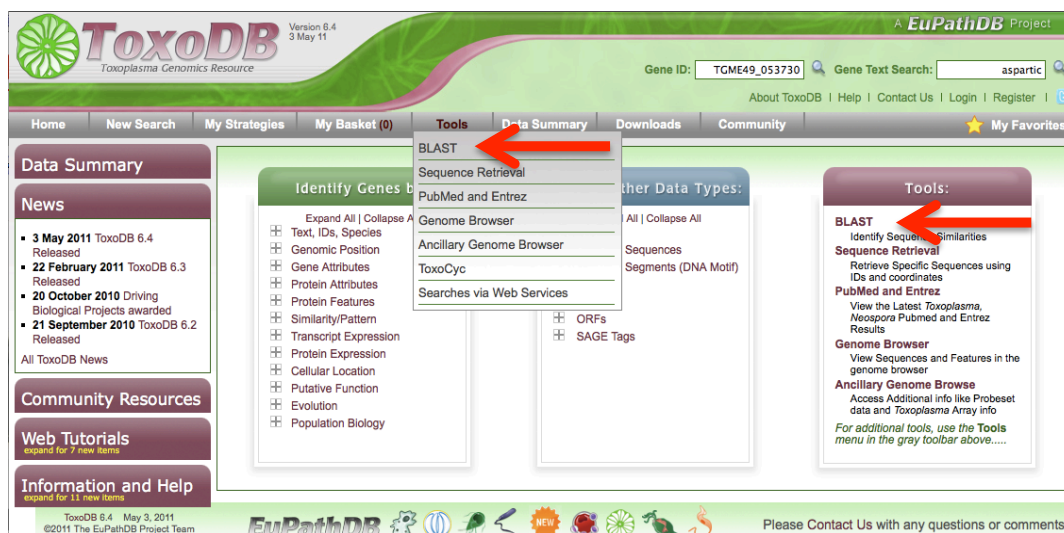 ToxoDB
Version 6.4
3 May 11
Toxoplasma Genomics Resource
A EuPathDB Project
Gene ID: TGME49_053730 Gene Text Search: aspartic
About ToxoDB | Help | Contact Us | Login | Register |
Home New Search My Strategies My Basket (0) Tools Data Summary Downloads Community My Favorites
BLAST
Sequence Retrieval
PubMed and Entrez
Genome Browser
Ancillary Genome Browser
ToxoCyc
Searches via Web Services
Data Summary
News
3 May 2011 ToxoDB 6.4
Released
22 February 2011 ToxoDB 6.3
Released
20 October 2010 Driving
Biological Projects awarded
21 September 2010 ToxoDB 6.2
Released
All ToxoDB News
Community Resources
Web Tutorials
expand for 7 new items
Information and Help
expand for 11 new items
ToxoDB 6.4 May 3, 2011
©2011 The EuPathDB Project Team
Identify Genes b
Expand All | Collapse A
Text, IDs, Species
Genomic Position
Gene Attributes
Protein Attributes
Protein Features
Similarity/Pattern
Transcript Expression
Protein Expression
Cellular Location
Putative Function
Evolution
Population Biology
ther Data Types:
All | Collapse All
Sequences
Segments (DNA Motif)
ORFs
SAGE Tags
Tools:
BLAST
Identify Similarities
Sequence Retrieval
Retrieve Specific Sequences using
IDs and coordinates
PubMed and Entrez
View the Latest Toxoplasma,
Neospora Pubmed and Entrez
Results
Genome Browser
View Sequences and Features in the
genome browser
Ancillary Genome Browse
Access Additional info like Probeset
data and Toxoplasma Array info
For additional tools, use the Tools
menu in the gray toolbar above.....
EuPathDB NEW
Please Contact Us with any questions or comments